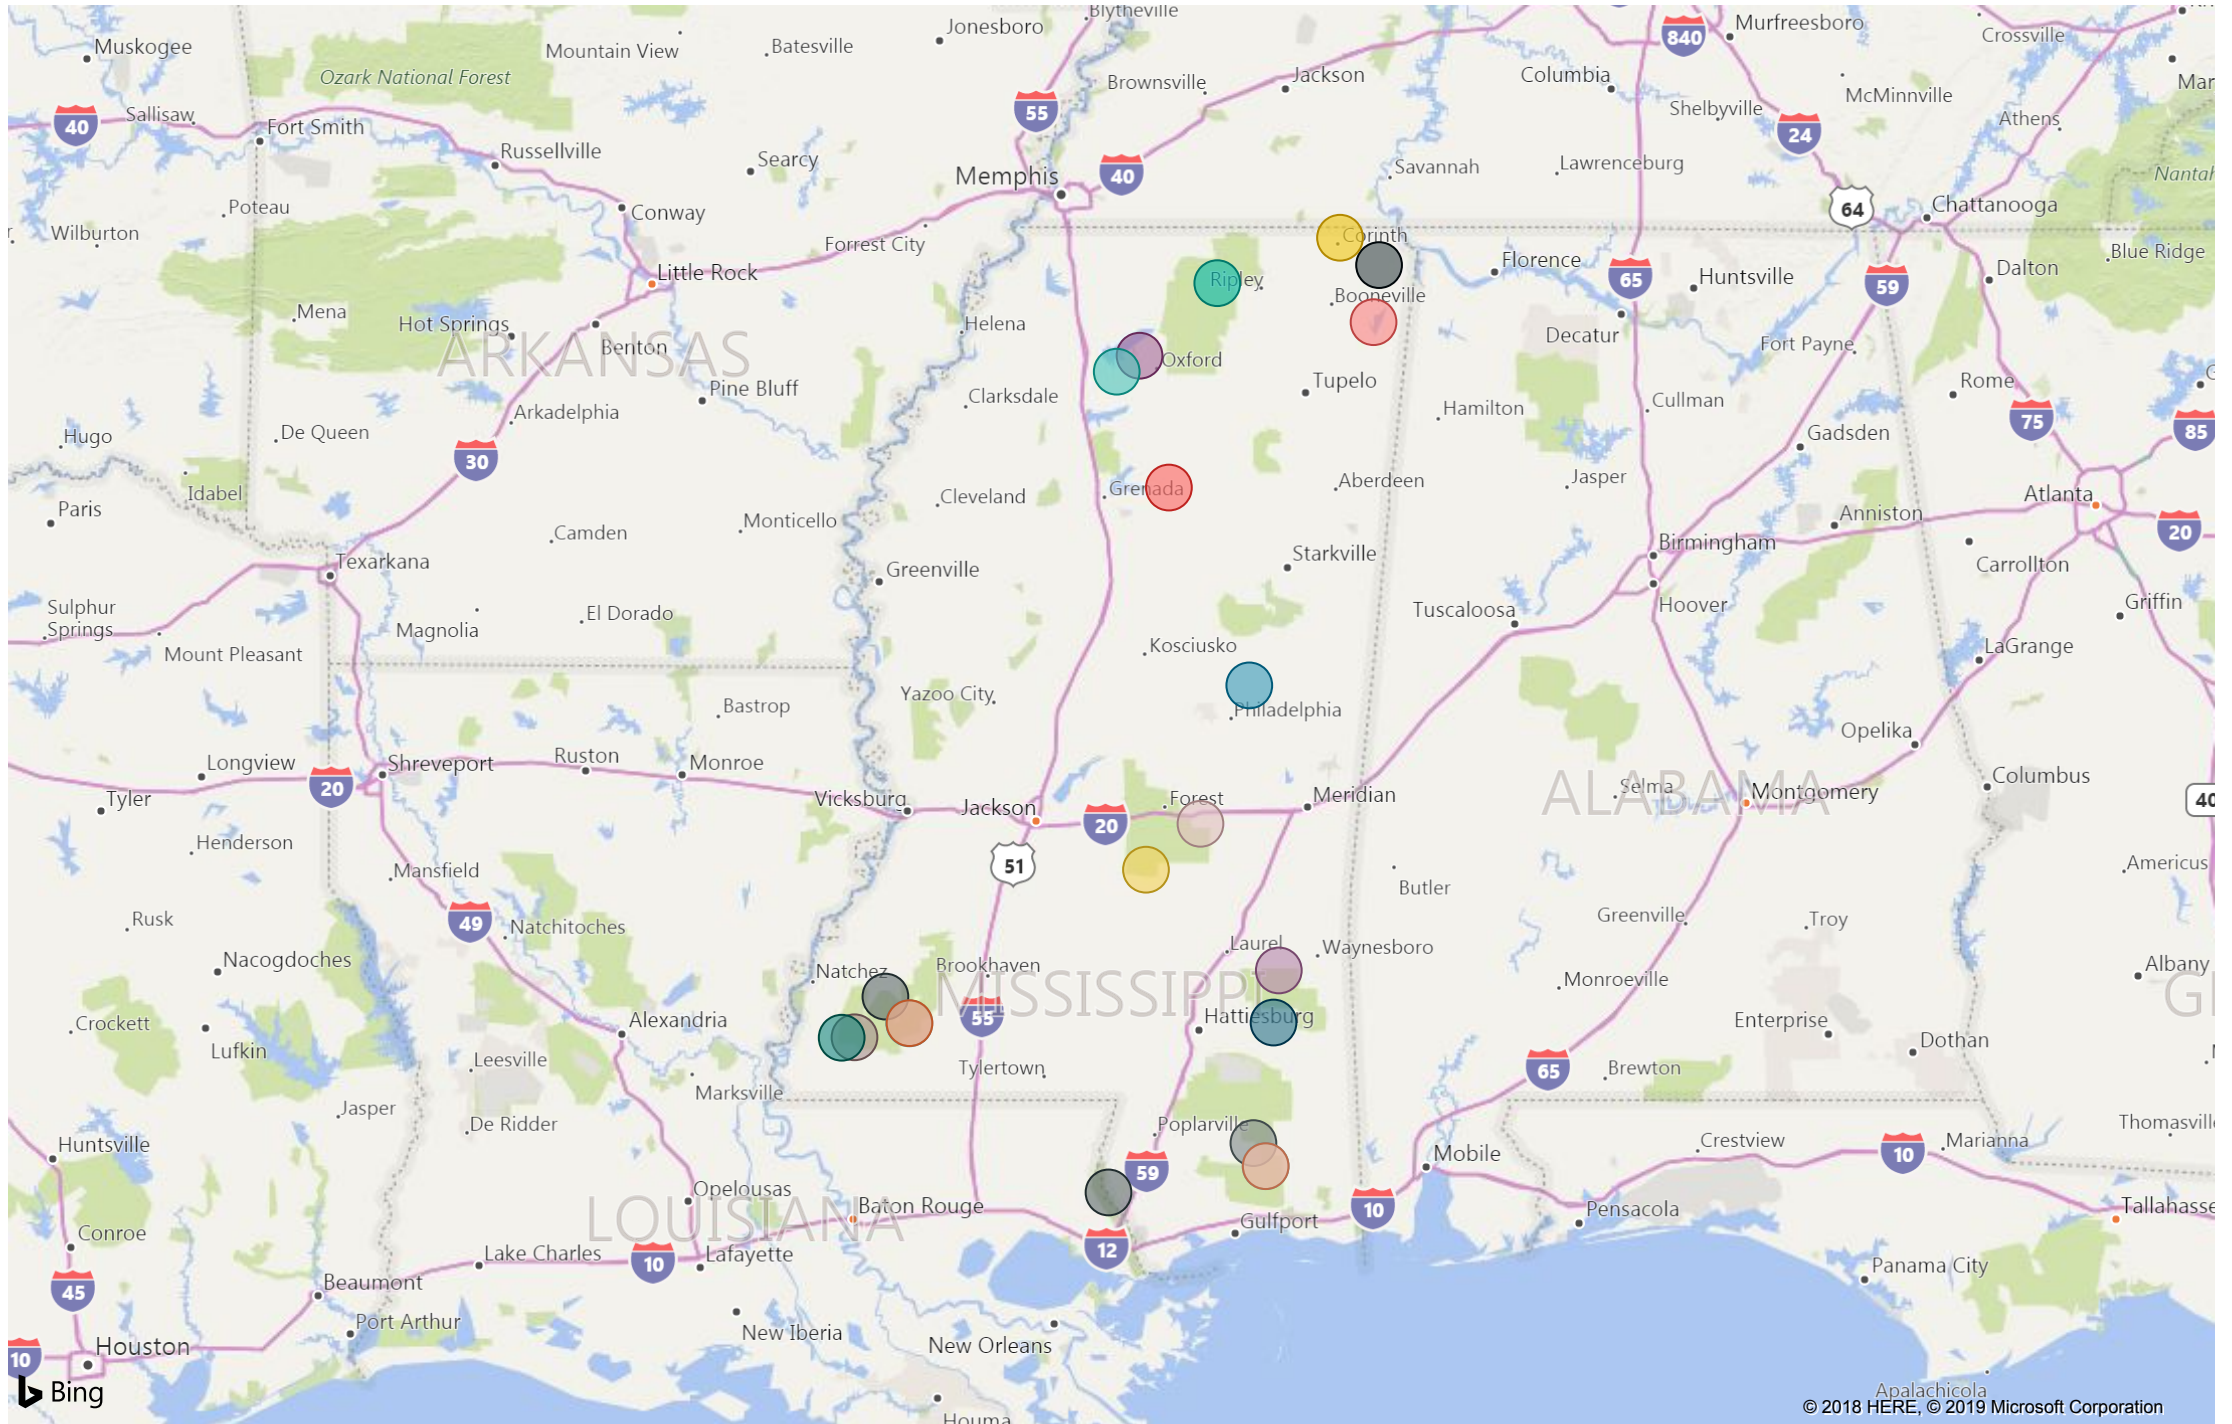 Blytheville
Jonesboro
Murfreesboro
Muskogee
Mountain View
Batesville
Crossville
840
Ozark National Forest
Brownsville
Jackson
Columbia
McMinnville
Shelbyville
55
Sallisaw
40
Fort Smith
Athens
24
Russellville
Searcy
Memphis
40
Savannah
Lawrenceburg
Poteau
Conway
64
Chattanooga
Wilburton
Forrest City
Corinth
Florence
Blue Ridge
Little Rock
Ripley
65
Huntsville
59
Dalton
Booneville
Mena
Hot Springs
Helena
Decatur
Benton
ARKANSAS
Fort Payne
Oxford
Pine Bluff
Tupelo
Rome
Clarksdale
Cullman
Arkadelphia
Hamilton
75
85
Hugo
De Queen
Gadsden
30
Jasper
Aberdeen
Idabel
Cleveland
Grenada
Atlanta
Paris
Monticello
Anniston
20
Camden
Birmingham
Texarkana
Starkville
Greenville
Carrollton
Sulphur
Springs
El Dorado
Hoover
Tuscaloosa
Griffin
Magnolia
Kosciusko
LaGrange
Mount Pleasant
Yazoo City
Bastrop
Philadelphia
Opelika
Longview
Shreveport
Ruston
Monroe
20
Columbus
Tyler
Vicksburg
Jackson
Forest
Meridian
ALABAMA
Selma
Montgomery
20
Henderson
51
Mansfield
Americus
Butler
Rusk
49
Natchitoches
Greenville
Troy
Laurel
Waynesboro
Nacogdoches
Natchez
Brookhaven
Albany
MISSISSIPPI
Monroeville
Crockett
Alexandria
55
Hattiesburg
Enterprise
Lufkin
Leesville
Dothan
Tylertown
65
Brewton
Marksville
Jasper
De Ridder
Poplarville
Huntsville
Crestview
Marianna
Mobile
10
59
Opelousas
LOUISIANA
Baton Rouge
10
Pensacola
Gulfport
Conroe
Lake Charles
10
Lafayette
12
Panama City
45
Beaumont
Port Arthur
New Iberia
New Orleans
10
Houston
Bing
Apalachicola
© 2018 HERE, © 2019 Microsoft Corporation